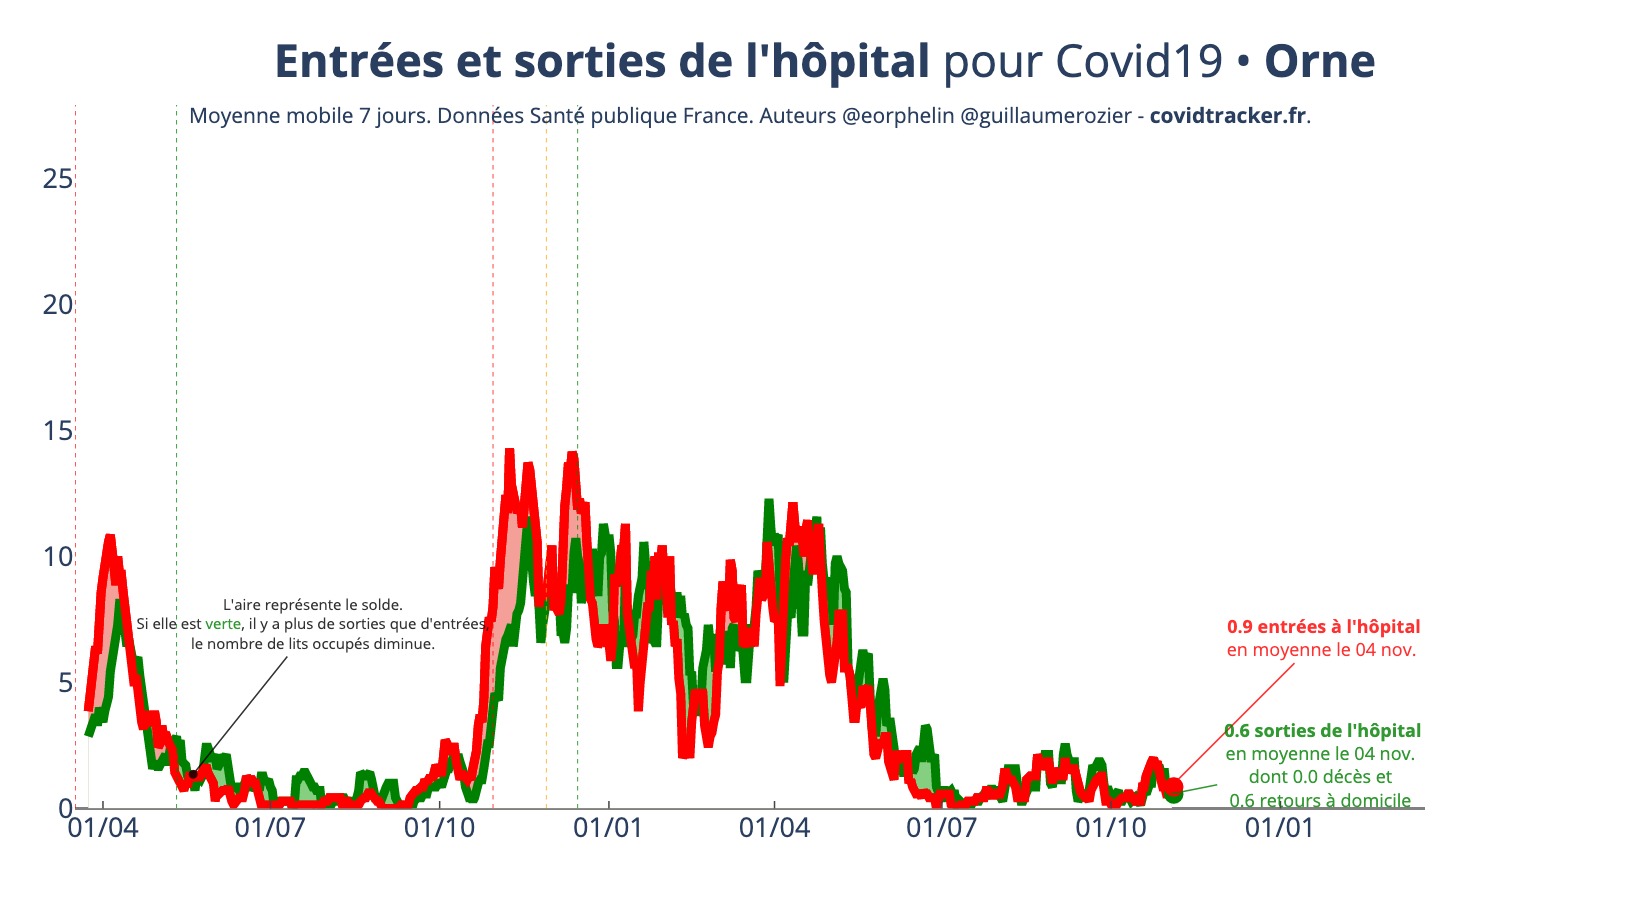 Entrées et sorties de l'hôpital pour Covid19 • Orne
Moyenne mobile 7 jours. Données Santé publique France. Auteurs @eorphelin @guillaumerozier - covidtracker.fr.
25
20
15
10
5
0
L'aire représente le solde.
Si elle est verte, il y a plus de sorties que d'entrées,
le nombre de lits occupés diminue.
0.9 entrées à l'hôpital
en moyenne le 04 nov.
0.6 sorties de l'hôpital
en moyenne le 04 nov.
dont 0.0 décès et
0.6 retours à domicile
01/04 01/07 01/10 01/01 01/04 01/07 01/10 01/01